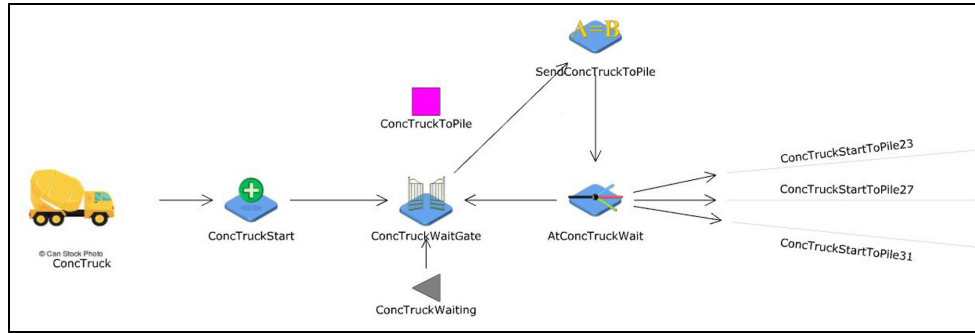 A=B
SendConcTruckToPile
ConcTruckToPile
ConcTruckStartToPile23
ConcTruckStartToPile27
ConcTruckStart
ConcTruckWaitGate
AtConcTruckWait
ConcTruckStartToPile31
© Can Stock Photo
ConcTruck
ConcTruckWaiting